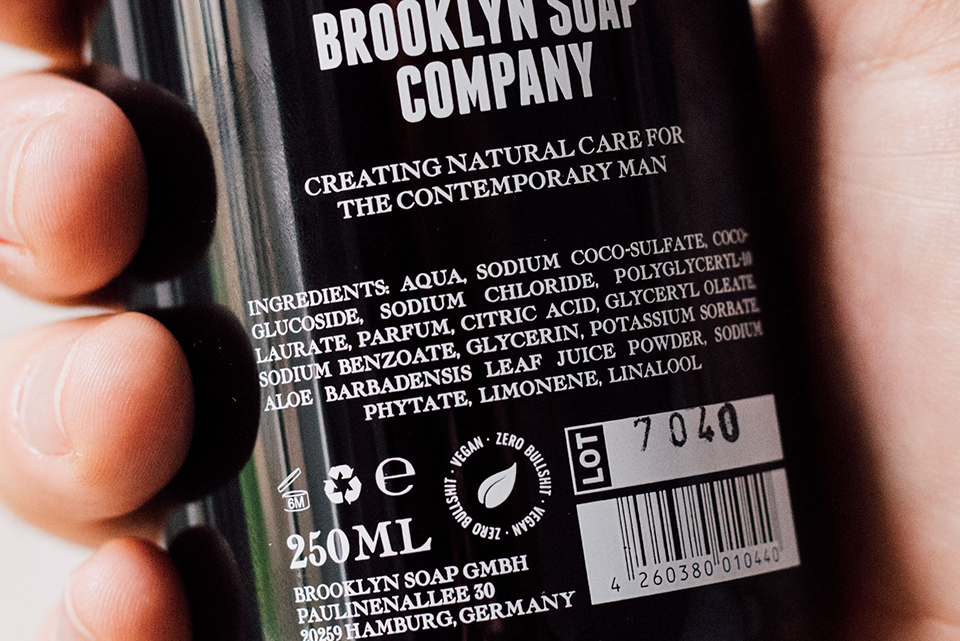 BROOKLYN SOAP
COMPANY
CREATING NATURAL CARE FOR
THE CONTEMPORARY MAN
INGREDIENTS: AQUA, SODIUM COCO-SULFATE, COCO-
GLUCOSIDE, SODIUM CHLORIDE, POLYGLYCERYL-10
LAURATE, PARFUM, CITRIC ACID, GLYCERYL OLEATE,
SODIUM BENZOATE, GLYCERIN, POTASSIUM SORBATE,
ALOE BARBADENSIS LEAF JUICE POWDER, SODIUM
PHYTATE, LIMONENE, LINALOOL
6M
e
VEGAN · ZERO BULLSHIT · VEGAN · ZERO BULLSHIT ·
LOT 7040
250ML
4 260380 010440
BROOKLYN SOAP GMBH
PAULINENALLEE 30
20259 HAMBURG, GERMANY